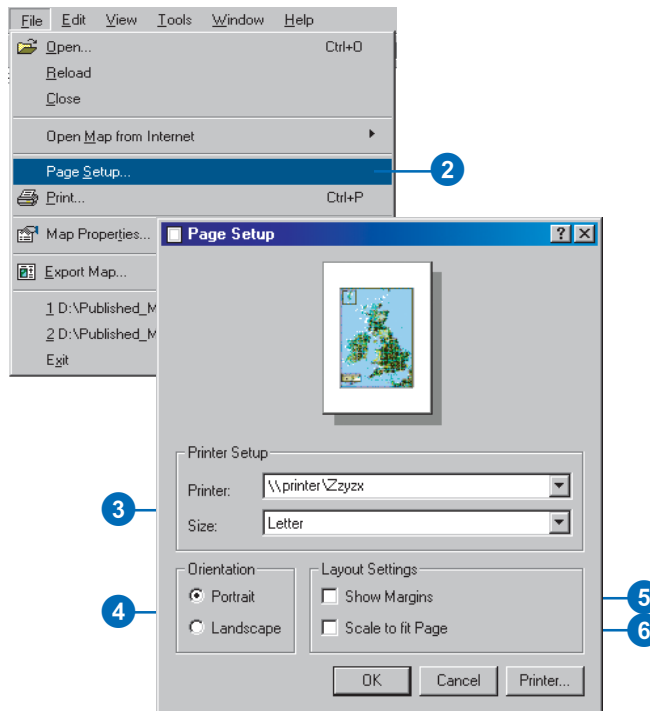 File Edit View Tools Window Help
Open... Ctrl+O
Reload
Close
Open Map from Internet
Page Setup... 2
Print... Ctrl+P
Map Properties...
Export Map...
1 D:\Published_M
2 D:\Published_M
Exit
Page Setup
Printer Setup
Printer: \\printer\Zzyzx
3
Size: Letter
Orientation Layout Settings
Portrait Show Margins 5
4
Landscape Scale to fit Page 6
OK Cancel Printer...